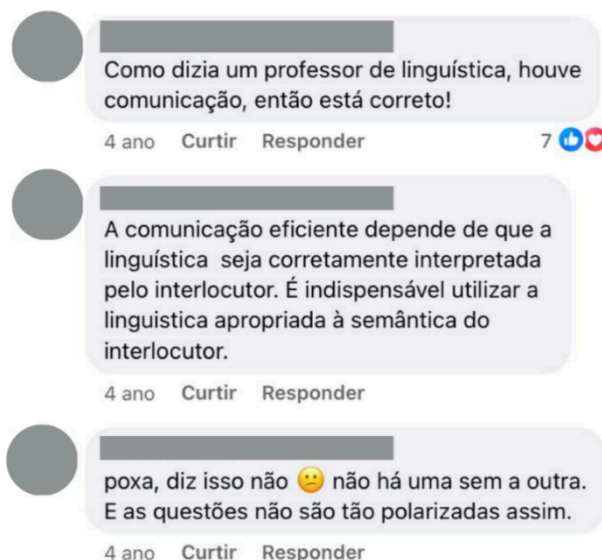 Como dizia um professor de linguística, houve
comunicação, então está correto!
4 ano Curtir Responder 7
A comunicação eficiente depende de que a
linguística seja corretamente interpretada
pelo interlocutor. É indispensável utilizar a
linguistica apropriada à semântica do
interlocutor.
4 ano Curtir Responder
poxa, diz isso não 😕 não há uma sem a outra.
E as questões não são tão polarizadas assim.
4 ano Curtir Responder